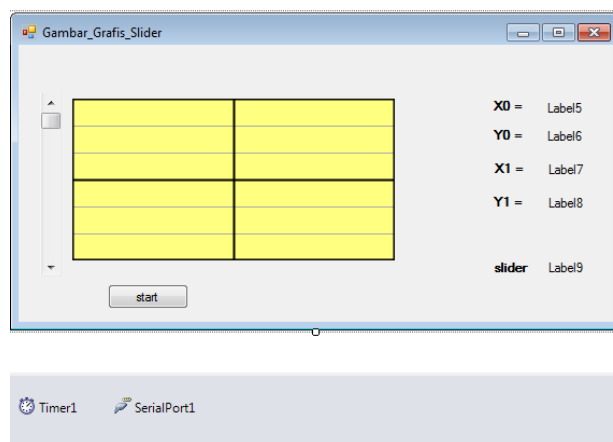 Gambar_Grafis_Slider
X0 = Label5
Y0 = Label6
X1 = Label7
Y1 = Label8
slider Label9
start
Timer1 SerialPort1